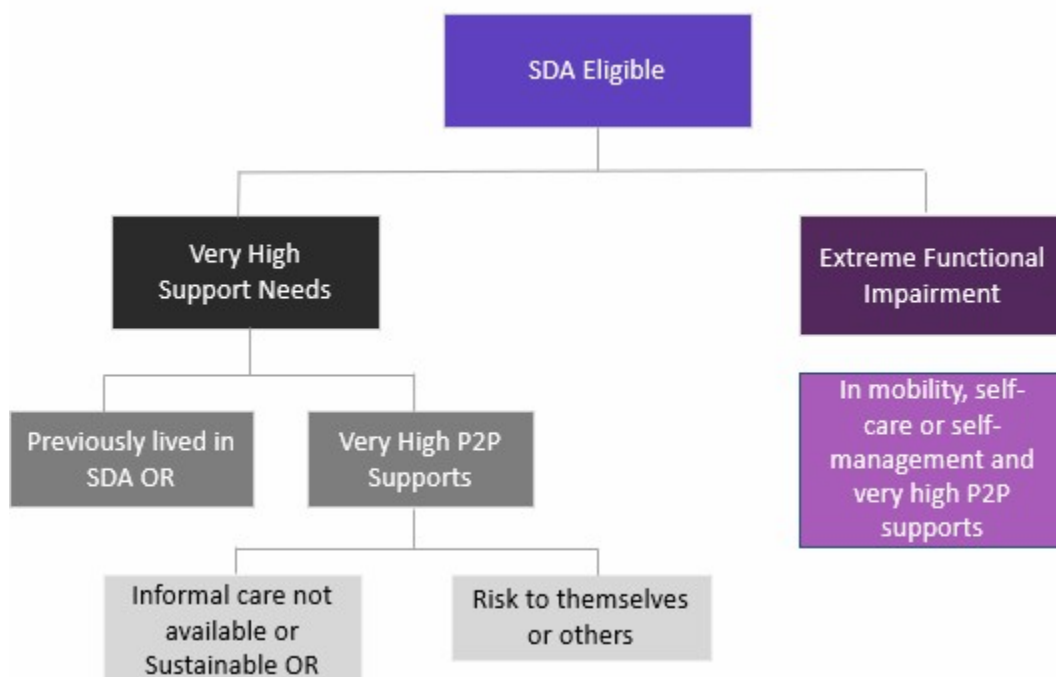 SDA Eligible
Very High
Support Needs
Extreme Functional
Impairment
Previously lived in
SDA OR
Very High P2P
Supports
In mobility, self-
care or self-
management and
very high P2P
supports
Informal care not
available or
Sustainable OR
Risk to themselves
or others